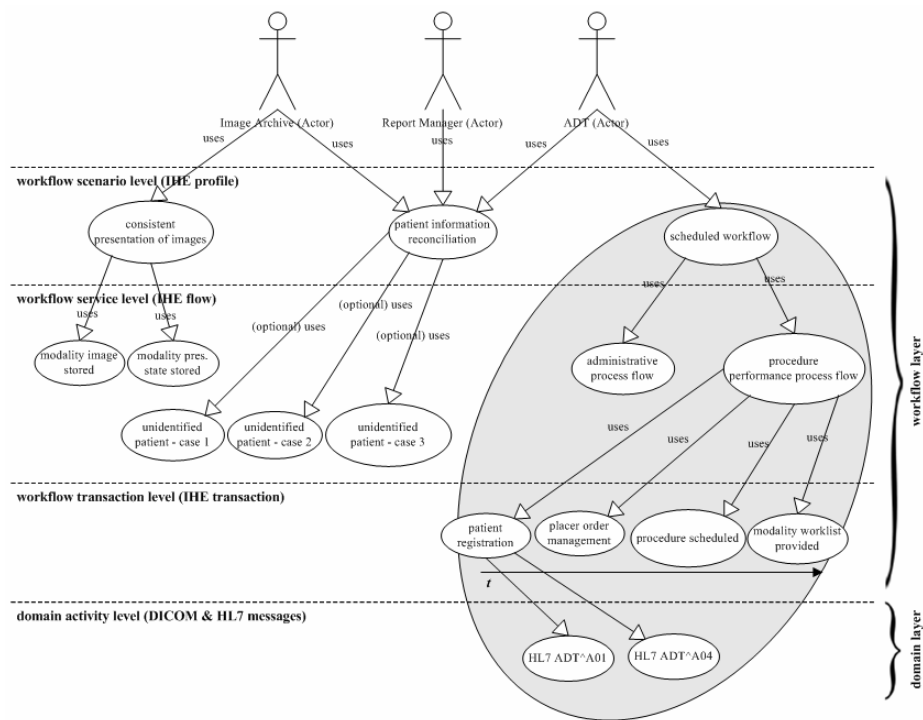 Image Archive (Actor)
Report Manager (Actor)
ADT (Actor)
uses
uses
uses
uses
uses
workflow scenario level (IHE profile)
consistent
presentation of images
patient information
reconciliation
scheduled workflow
workflow service level (IHE flow)
uses
uses
(optional) uses
(optional) uses
(optional) uses
uses
uses
modality image
stored
modality pres.
state stored
administrative
process flow
procedure
performance process flow
unidentified
patient - case 1
unidentified
patient - case 2
unidentified
patient - case 3
uses
uses
uses
uses
workflow transaction level (IHE transaction)
patient
registration
placer order
management
procedure scheduled
modality worklist
provided
t
domain activity level (DICOM & HL7 messages)
HL7 ADT^A01
HL7 ADT^A04
workflow layer
domain layer